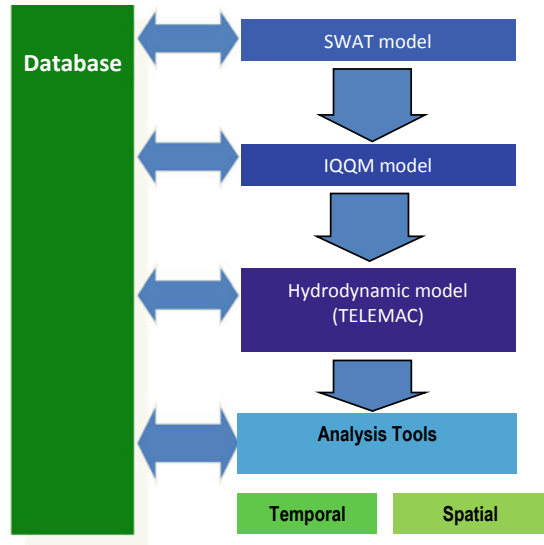 Database
SWAT model
IQQM model
Hydrodynamic model
(TELEMAC)
Analysis Tools
Temporal
Spatial